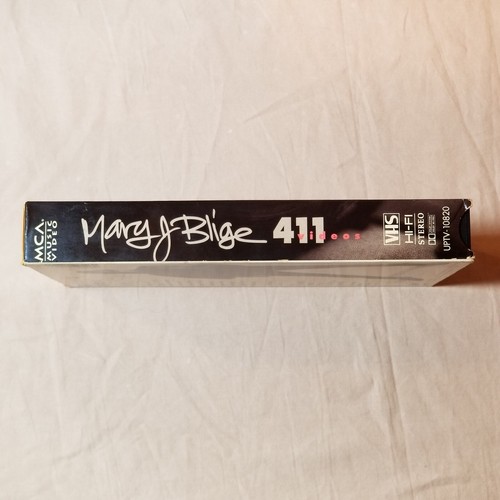 MCA
MUSIC
VIDEO
Mary J Blige
411
videos
VHS
HI-FI
STEREO
UPTV-10820